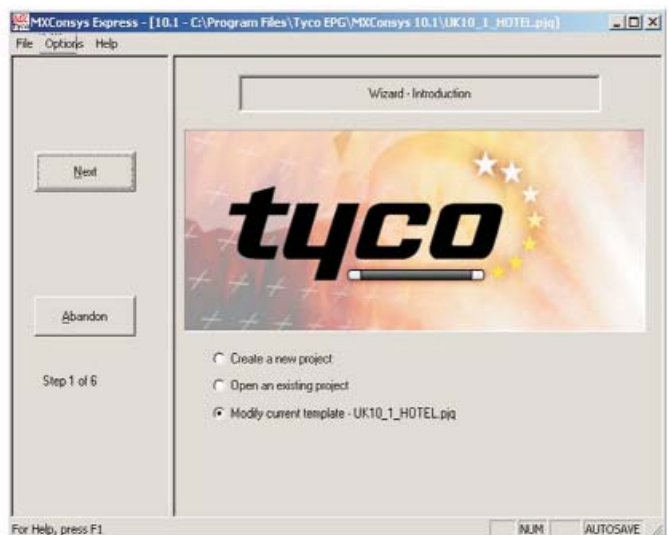 MXConsys Express - [10.1 - C:\Program Files\Tyco EPG\MXConsys 10.1\UK10_1_HOTEL.pjq]
File Options Help
Wizard - Introduction
Next
tyco
Abandon
Step 1 of 6
Create a new project
Open an existing project
Modify current template - UK10_1_HOTEL.pjq
For Help, press F1
NUM
AUTOSAVE